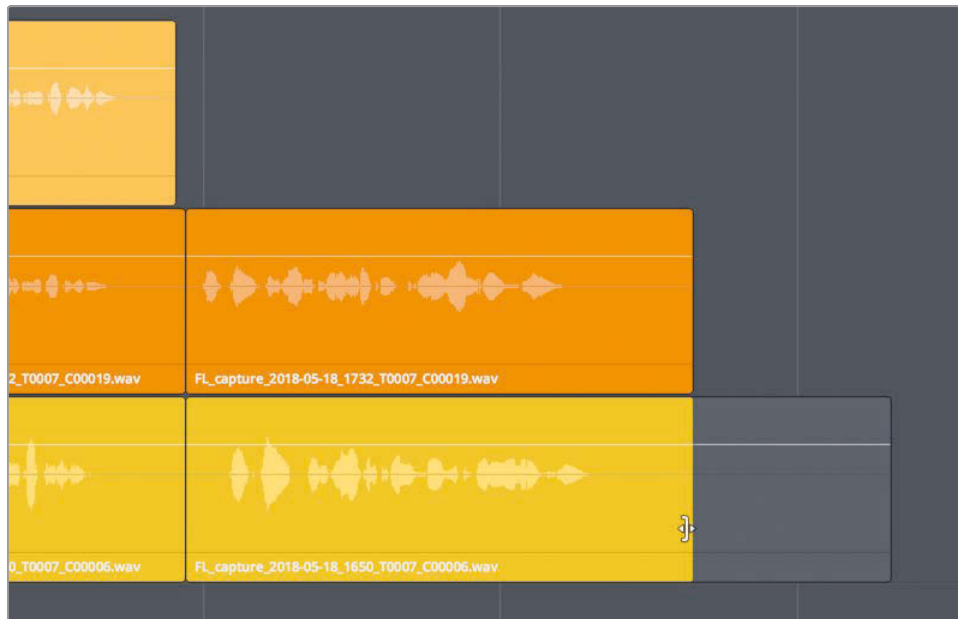 2_T0007_C00019.wav
FL_capture_2018-05-18_1732_T0007_C00019.wav
0_T0007_C00006.wav
FL_capture_2018-05-18_1650_T0007_C00006.wav